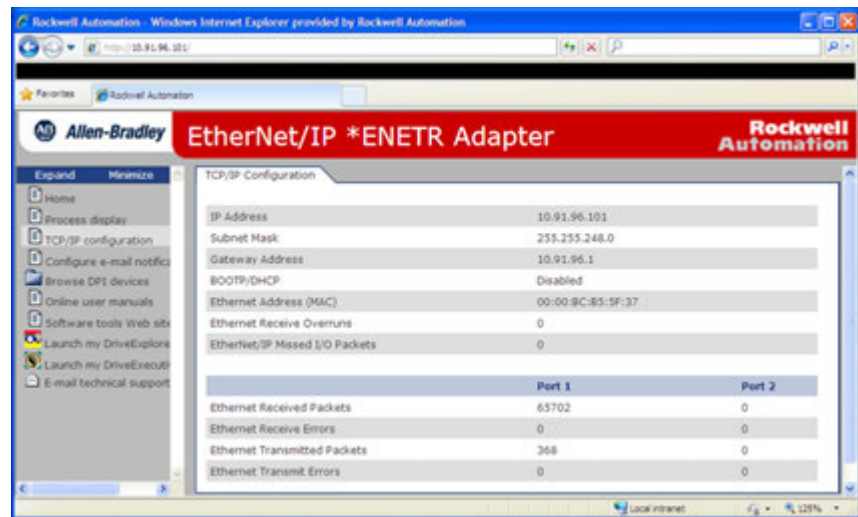 Rockwell Automation - Windows Internet Explorer provided by Rockwell Automation
http://10.91.96.101/
Favorites Rockwell Automation
AB Allen-Bradley EtherNet/IP *ENETR Adapter Rockwell Automation
Expand Minimize
Home
Process display
TCP/IP configuration
Configure e-mail notifica
Browse DPI devices
Online user manuals
Software tools Web site
Launch my DriveExplore
Launch my DriveExecuti
E-mail technical support
TCP/IP Configuration
IP Address 10.91.96.101
Subnet Mask 255.255.248.0
Gateway Address 10.91.96.1
BOOTP/DHCP Disabled
Ethernet Address (MAC) 00:00:BC:B5:5F:37
Ethernet Receive Overruns 0
EtherNet/IP Missed I/O Packets 0
Port 1 Port 2
Ethernet Received Packets 65702 0
Ethernet Receive Errors 0 0
Ethernet Transmitted Packets 368 0
Ethernet Transmit Errors 0 0
Local intranet 125%